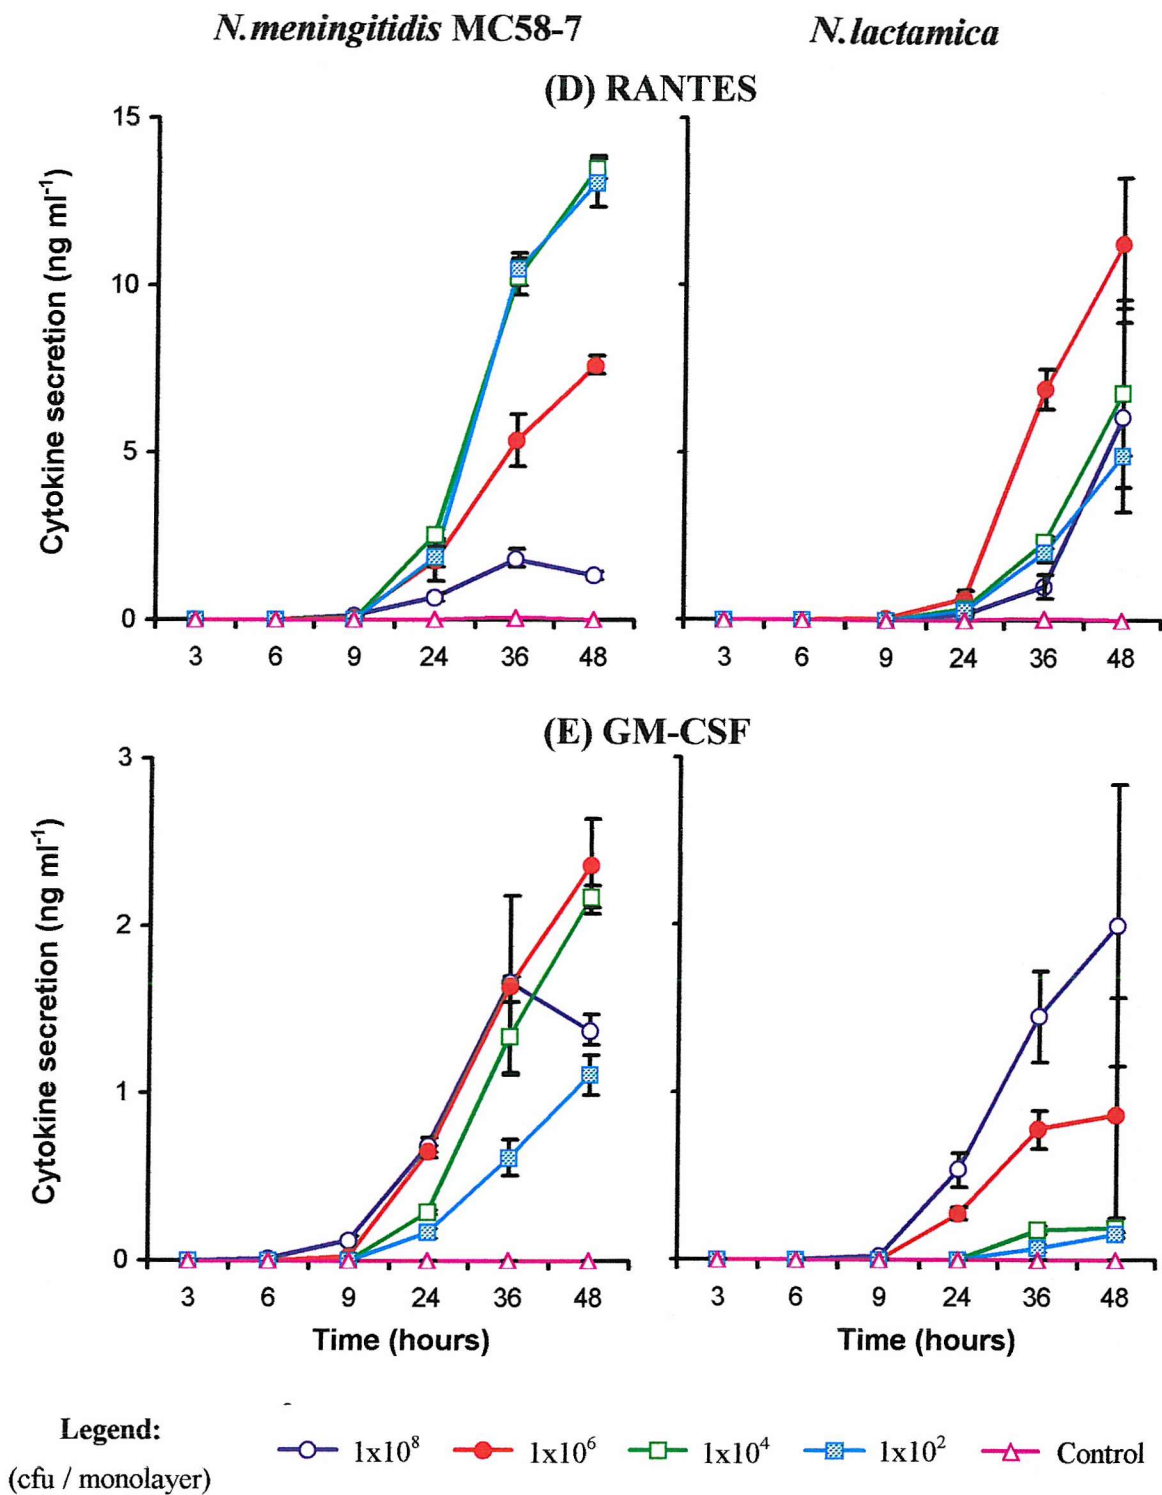 N.meningitidis MC58-7 N.lactamica
(D) RANTES
Cytokine secretion (ng ml⁻¹)
15
10
5
0
3 6 9 24 36 48
3 6 9 24 36 48
(E) GM-CSF
Cytokine secretion (ng ml⁻¹)
3
2
1
0
3 6 9 24 36 48
3 6 9 24 36 48
Time (hours) Time (hours)
Legend:
(cfu / monolayer)
1x10⁸ 1x10⁶ 1x10⁴ 1x10² Control